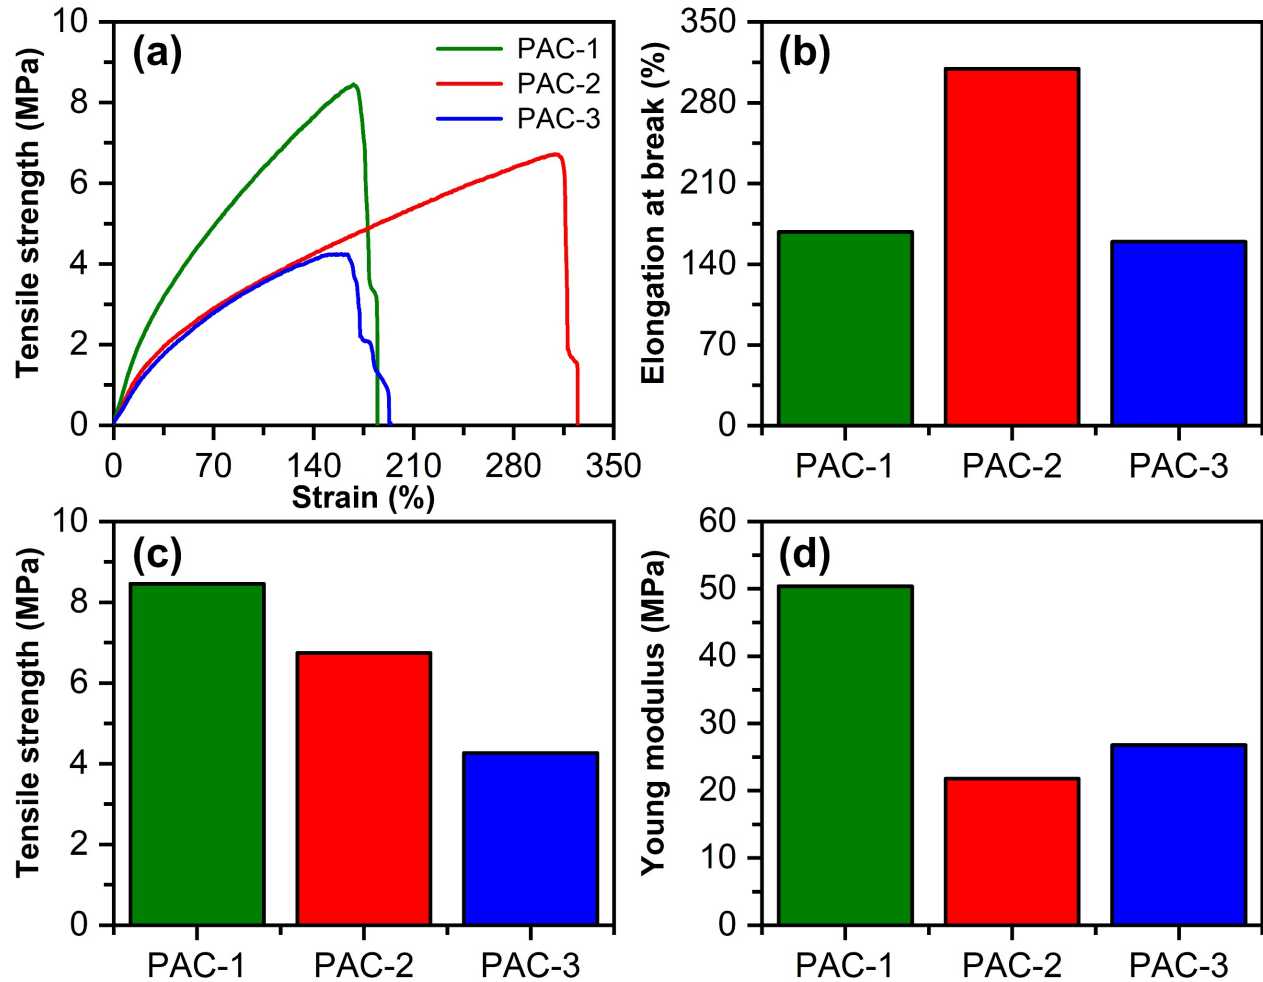 (a)
PAC-1
PAC-2
PAC-3
Tensile strength (MPa)
10
8
6
4
2
0
0 70 140 210 280 350
Strain (%)
(b)
Elongation at break (%)
350
280
210
140
70
0
PAC-1 PAC-2 PAC-3
(c)
Tensile strength (MPa)
10
8
6
4
2
0
PAC-1 PAC-2 PAC-3
(d)
Young modulus (MPa)
60
50
40
30
20
10
0
PAC-1 PAC-2 PAC-3